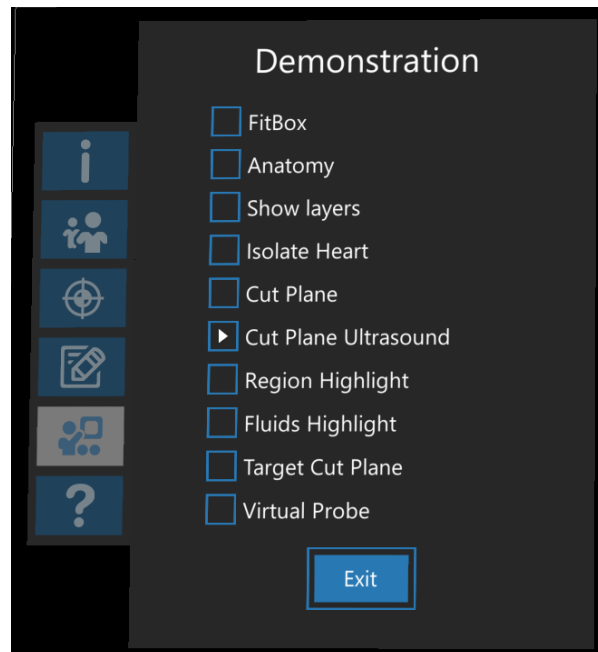 Demonstration
FitBox
Anatomy
Show layers
Isolate Heart
Cut Plane
Cut Plane Ultrasound
Region Highlight
Fluids Highlight
Target Cut Plane
Virtual Probe
Exit
i
?